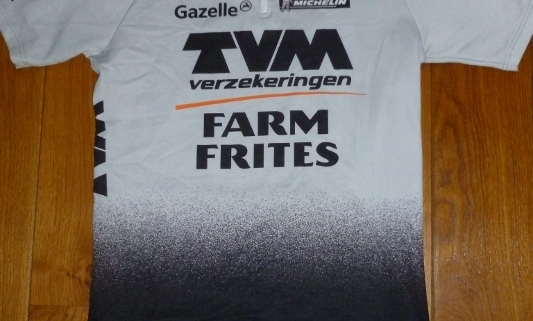 Gazelle
MICHELIN
TVM
verzekeringen
FARM
FRITES
TVM